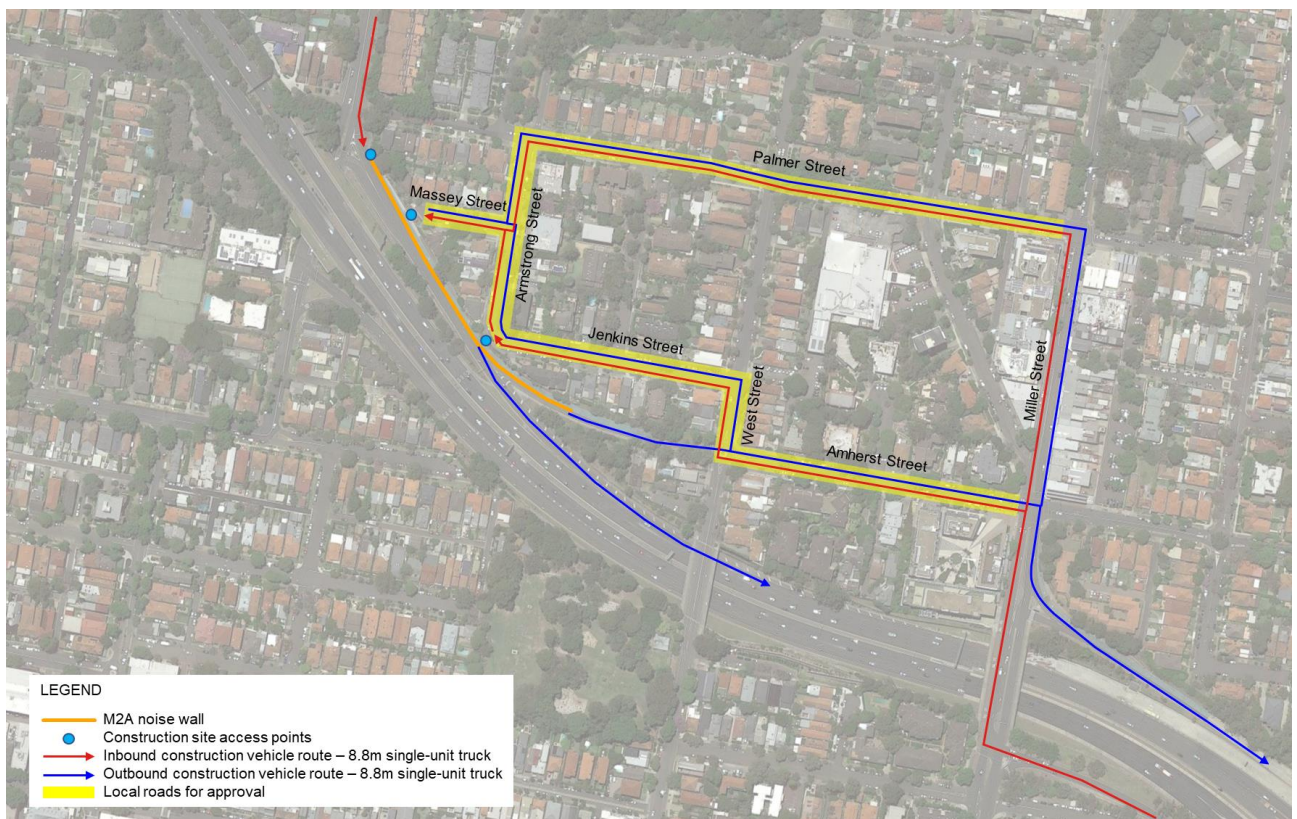 Palmer Street
Massey Street
Armstrong Street
Jenkins Street
Miller Street
West Street
Amherst Street
LEGEND
M2A noise wall
Construction site access points
Inbound construction vehicle route – 8.8m single-unit truck
Outbound construction vehicle route – 8.8m single-unit truck
Local roads for approval